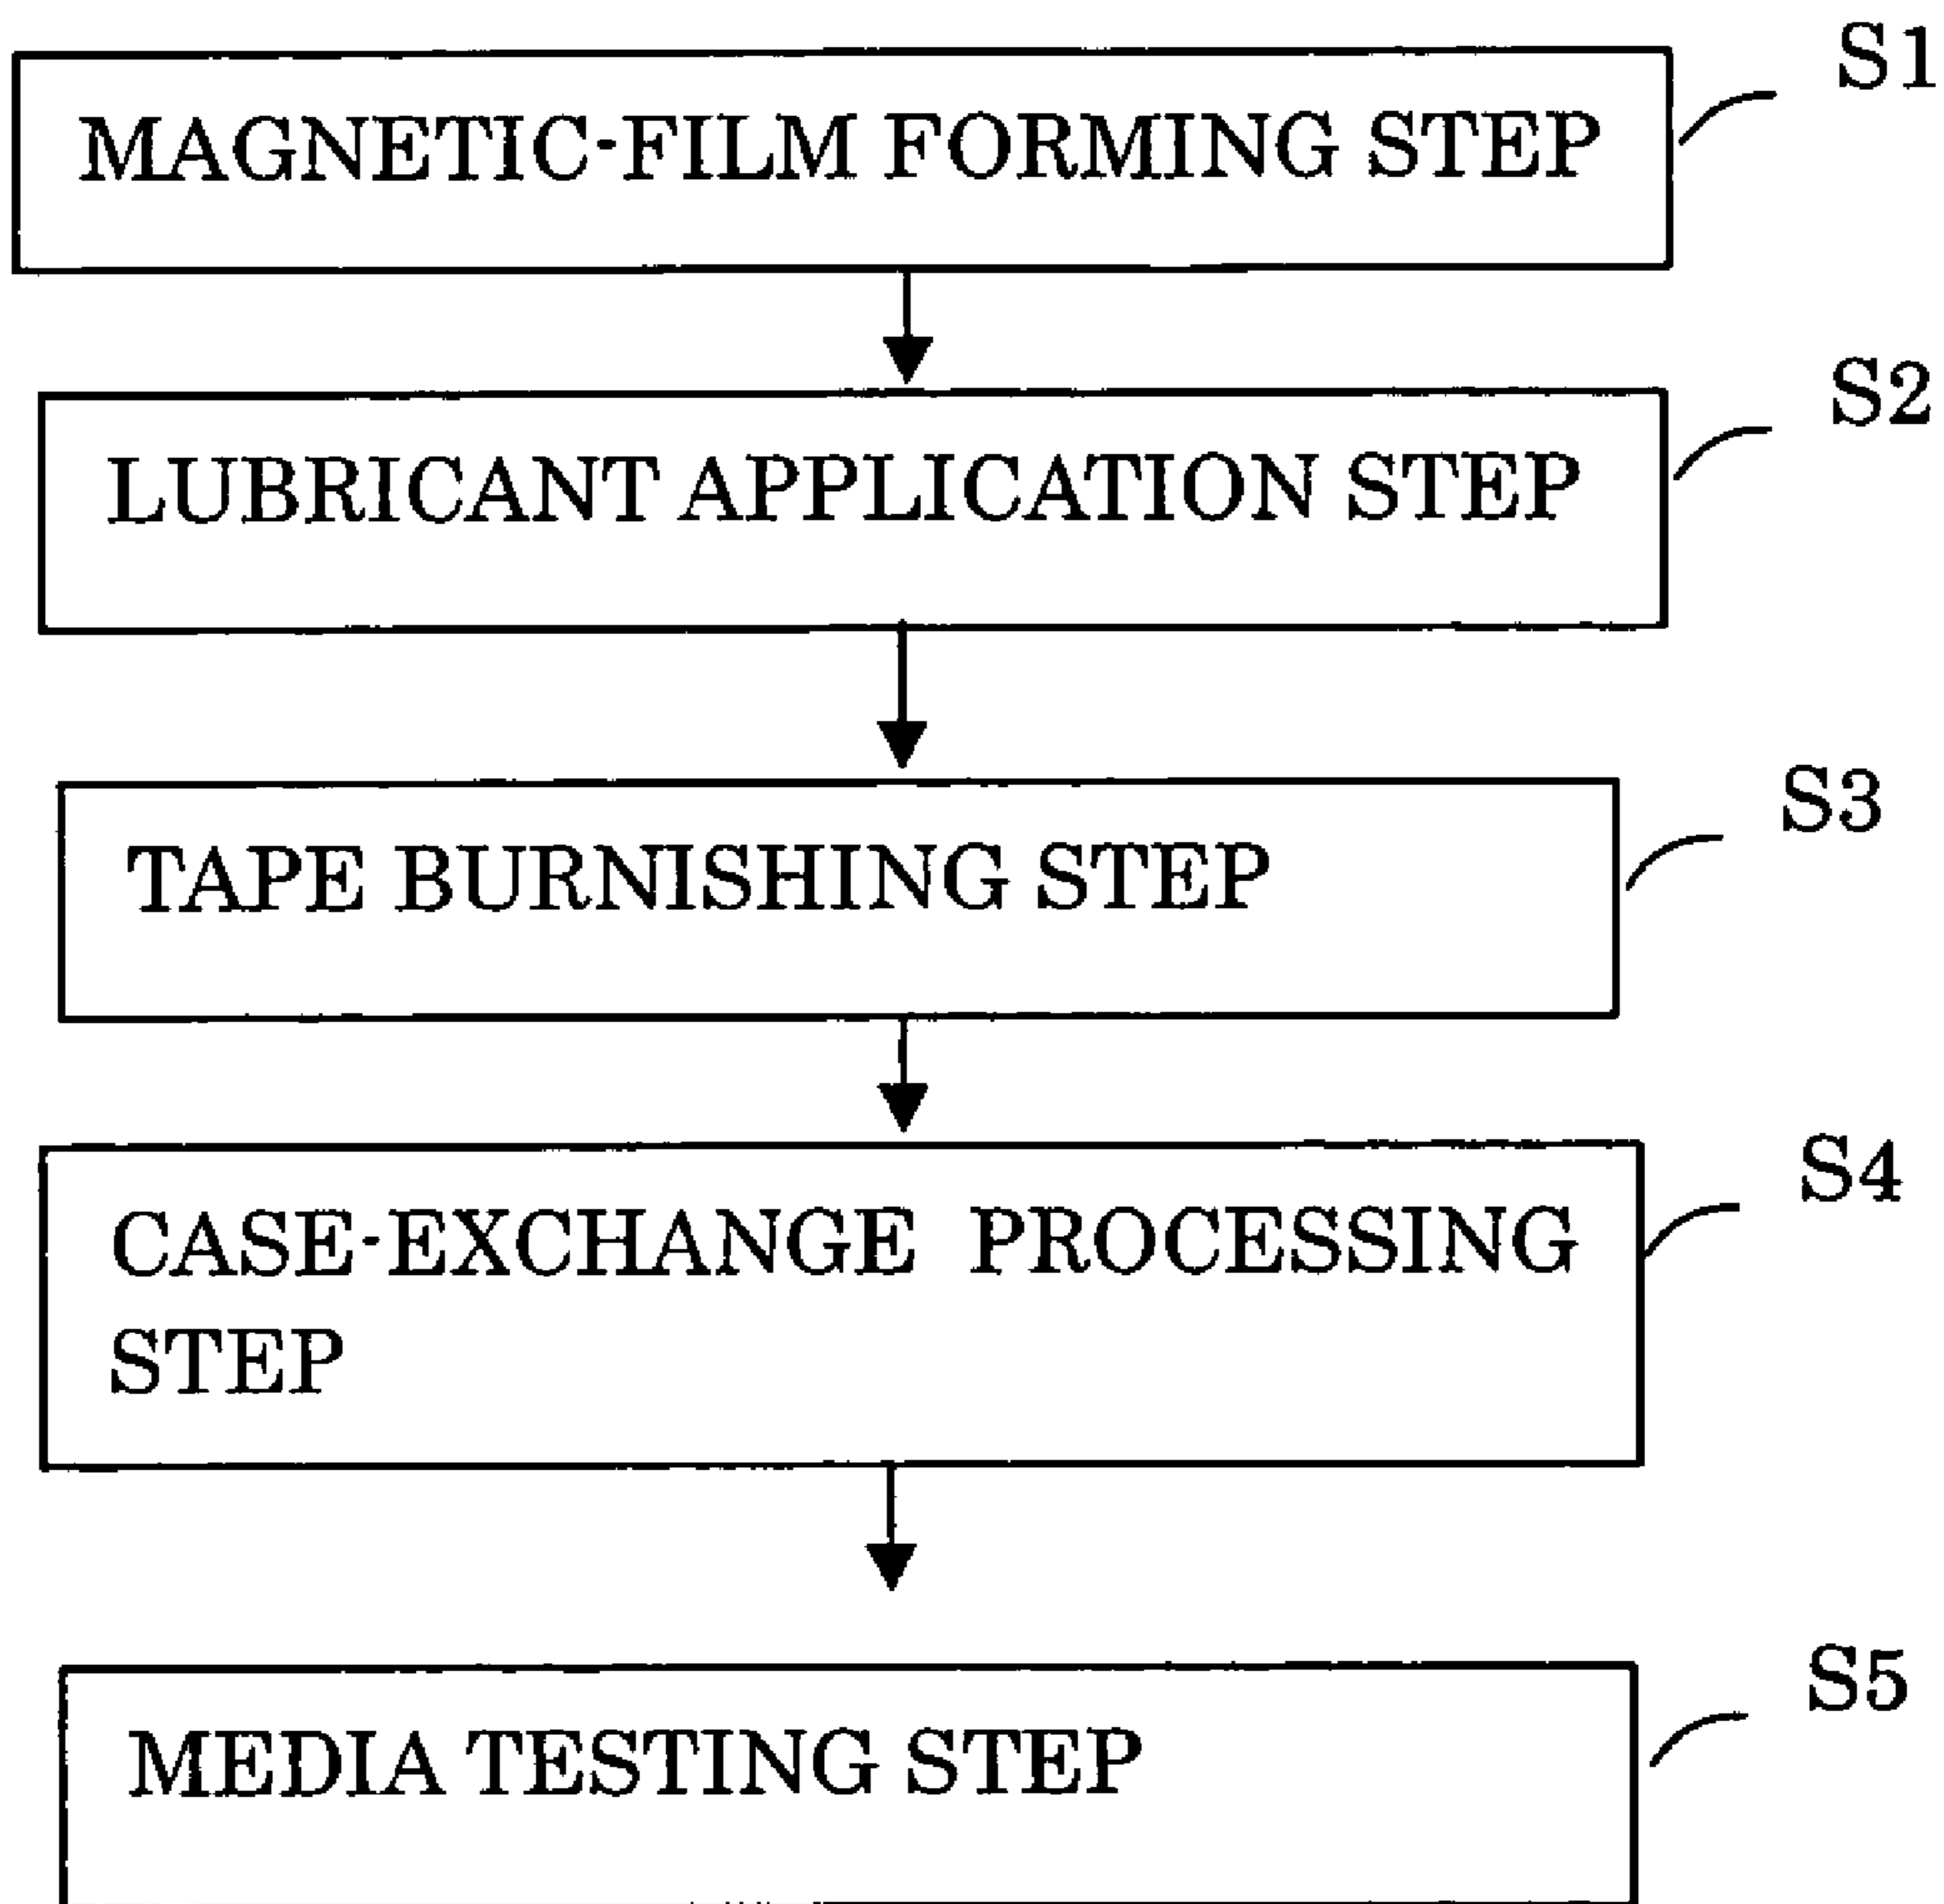 S1
MAGNETIC-FILM FORMING STEP
S2
LUBRICANT APPLICATION STEP
S3
TAPE BURNISHING STEP
S4
CASE-EXCHANGE PROCESSING
STEP
S5
MEDIA TESTING STEP